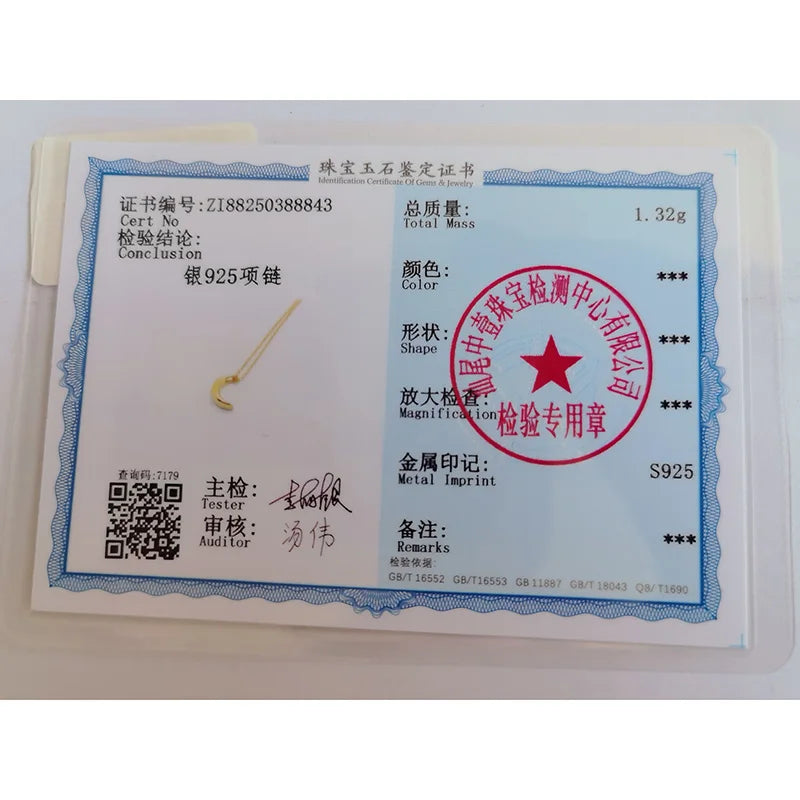 珠宝玉石鉴定证书
Identification Certificate Of Gems & Jewelry
证书编号:ZI88250388843
Cert No
检验结论:
Conclusion
银925项链
查询码:7179
主检:
Tester
审核:
Auditor
汤伟
总质量:
Total Mass
1.32g
颜色:
Color
***
形状:
Shape
***
放大检查:
Magnification
***
金属印记:
Metal Imprint
S925
备注:
Remarks
***
检验依据:
GB/T 16552 GB/T16553 GB 11887 GB/T 18043 QB/ T1690
汕尾中壹珠宝检测中心有限公司
检验专用章